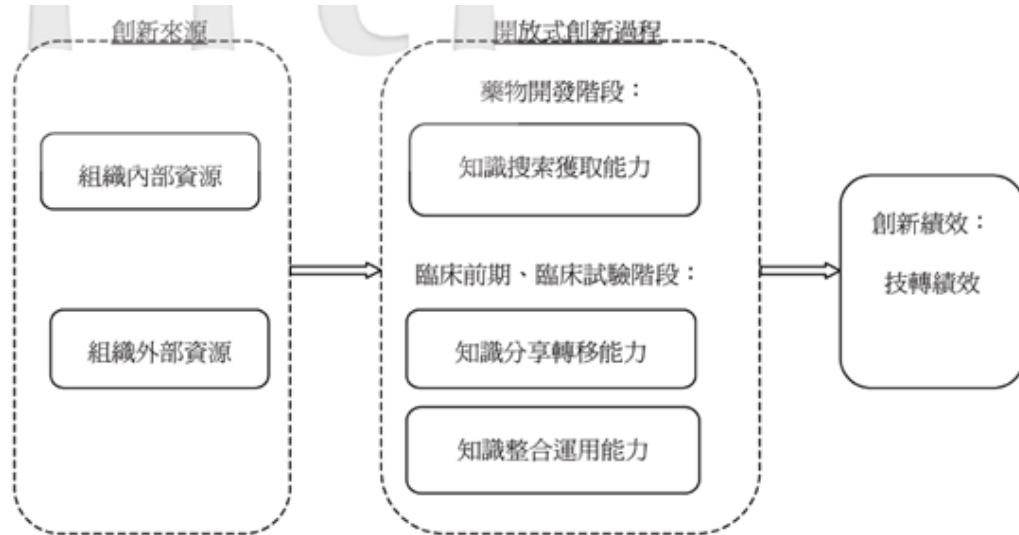 創新來源
組織內部資源
組織外部資源
開放式創新過程
藥物開發階段：
知識搜索獲取能力
臨床前期、臨床試驗階段：
知識分享轉移能力
知識整合運用能力
創新績效：
技轉績效